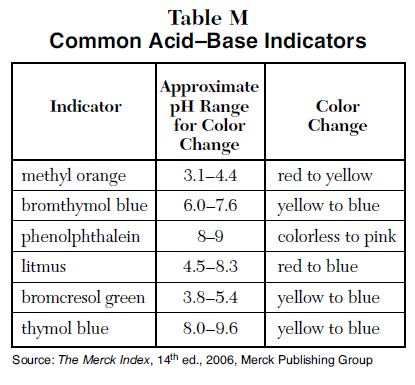 Table M
Common Acid–Base Indicators
Indicator Approximate pH Range for Color Change Color Change
methyl orange 3.1–4.4 red to yellow
bromthymol blue 6.0–7.6 yellow to blue
phenolphthalein 8–9 colorless to pink
litmus 4.5–8.3 red to blue
bromcresol green 3.8–5.4 yellow to blue
thymol blue 8.0–9.6 yellow to blue
Source: The Merck Index, 14th ed., 2006, Merck Publishing Group